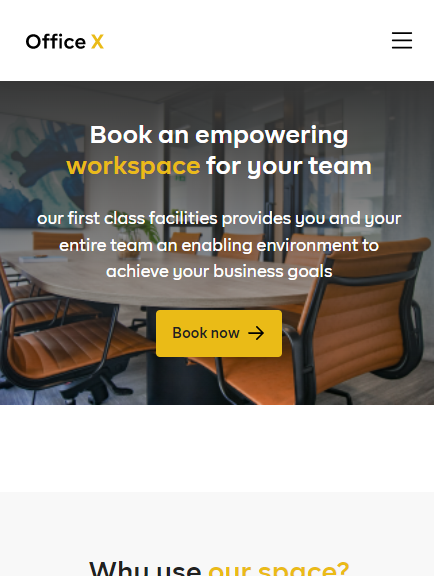 Office X
Book an empowering
workspace for your team
our first class facilities provides you and your
entire team an enabling environment to
achieve your business goals
Book now
Why use our space?